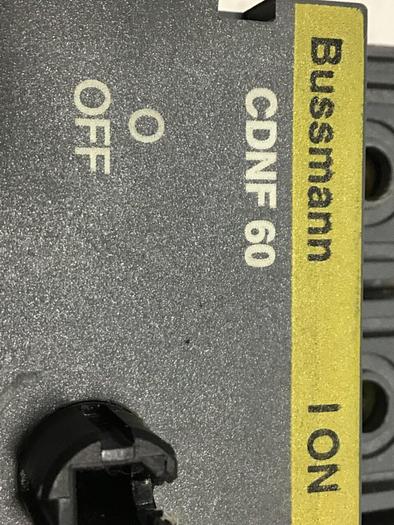 Bussmann
I ON
CDNF 60
O
OFF